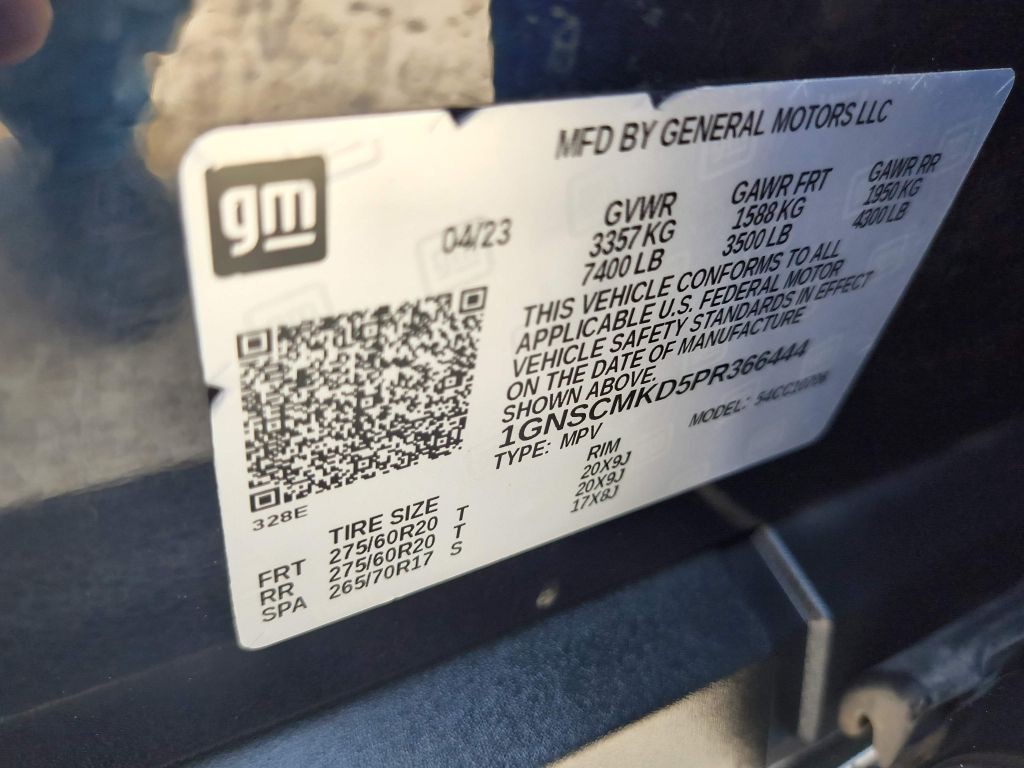 gm
MFD BY GENERAL MOTORS LLC
04/23
GVWR GAWR FRT GAWR RR
3357 KG 1588 KG 1950 KG
7400 LB 3500 LB 4300 LB
THIS VEHICLE CONFORMS TO ALL
APPLICABLE U.S. FEDERAL MOTOR
VEHICLE SAFETY STANDARDS IN EFFECT
ON THE DATE OF MANUFACTURE
SHOWN ABOVE.
1GNSCMKD5PR366444
TYPE: MPV MODEL:
328E
TIRE SIZE RIM
FRT 275/60R20 T 20X9J
RR 275/60R20 T 20X9J
SPA 265/70R17 S 17X8J